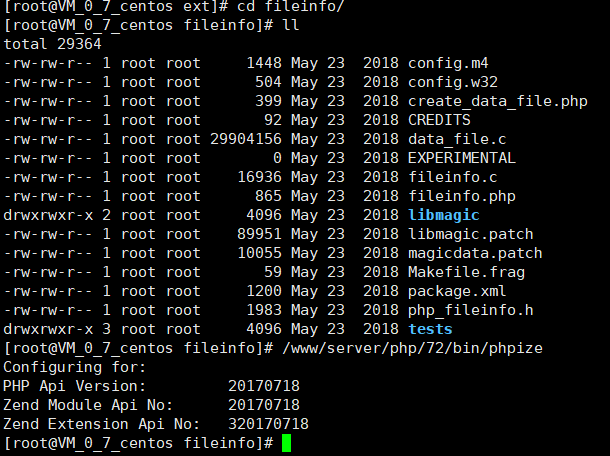 [root@VM_0_7_centos ext]# cd fileinfo/
[root@VM_0_7_centos fileinfo]# ll
total 29364
-rw-rw-r-- 1 root root     1448 May 23  2018 config.m4
-rw-rw-r-- 1 root root      504 May 23  2018 config.w32
-rw-rw-r-- 1 root root      399 May 23  2018 create_data_file.php
-rw-rw-r-- 1 root root       92 May 23  2018 CREDITS
-rw-rw-r-- 1 root root 29904156 May 23  2018 data_file.c
-rw-rw-r-- 1 root root        0 May 23  2018 EXPERIMENTAL
-rw-rw-r-- 1 root root    16936 May 23  2018 fileinfo.c
-rw-rw-r-- 1 root root      865 May 23  2018 fileinfo.php
drwxrwxr-x 2 root root     4096 May 23  2018 libmagic
-rw-rw-r-- 1 root root    89951 May 23  2018 libmagic.patch
-rw-rw-r-- 1 root root    10055 May 23  2018 magicdata.patch
-rw-rw-r-- 1 root root       59 May 23  2018 Makefile.frag
-rw-rw-r-- 1 root root     1200 May 23  2018 package.xml
-rw-rw-r-- 1 root root     1983 May 23  2018 php_fileinfo.h
drwxrwxr-x 3 root root     4096 May 23  2018 tests
[root@VM_0_7_centos fileinfo]# /www/server/php/72/bin/phpize
Configuring for:
PHP Api Version:         20170718
Zend Module Api No:      20170718
Zend Extension Api No:   320170718
[root@VM_0_7_centos fileinfo]#